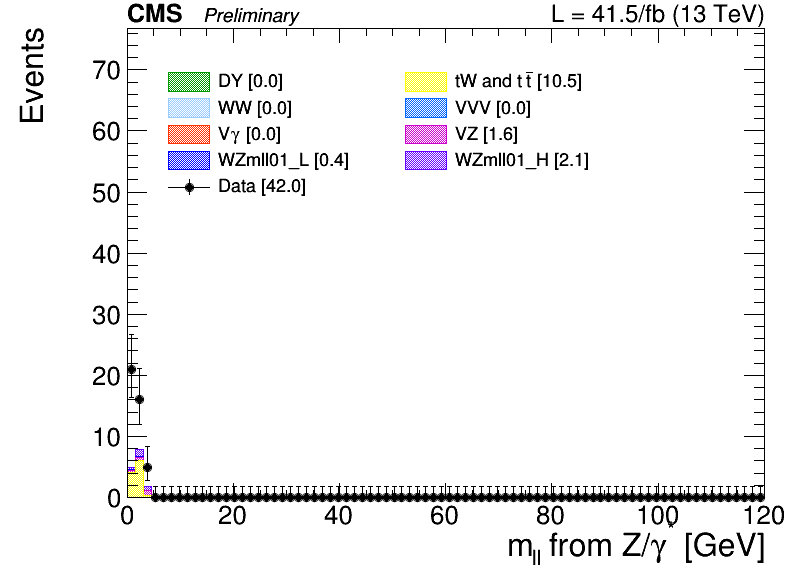 CMS Preliminary L = 41.5/fb (13 TeV)
Events
70
60
50
40
30
20
10
0
DY [0.0]
tW and t t̄ [10.5]
WW [0.0]
VVV [0.0]
Vγ [0.0]
VZ [1.6]
WZmll01_L [0.4]
WZmll01_H [2.1]
Data [42.0]
0 20 40 60 80 100 120
m_ll from Z/γ* [GeV]